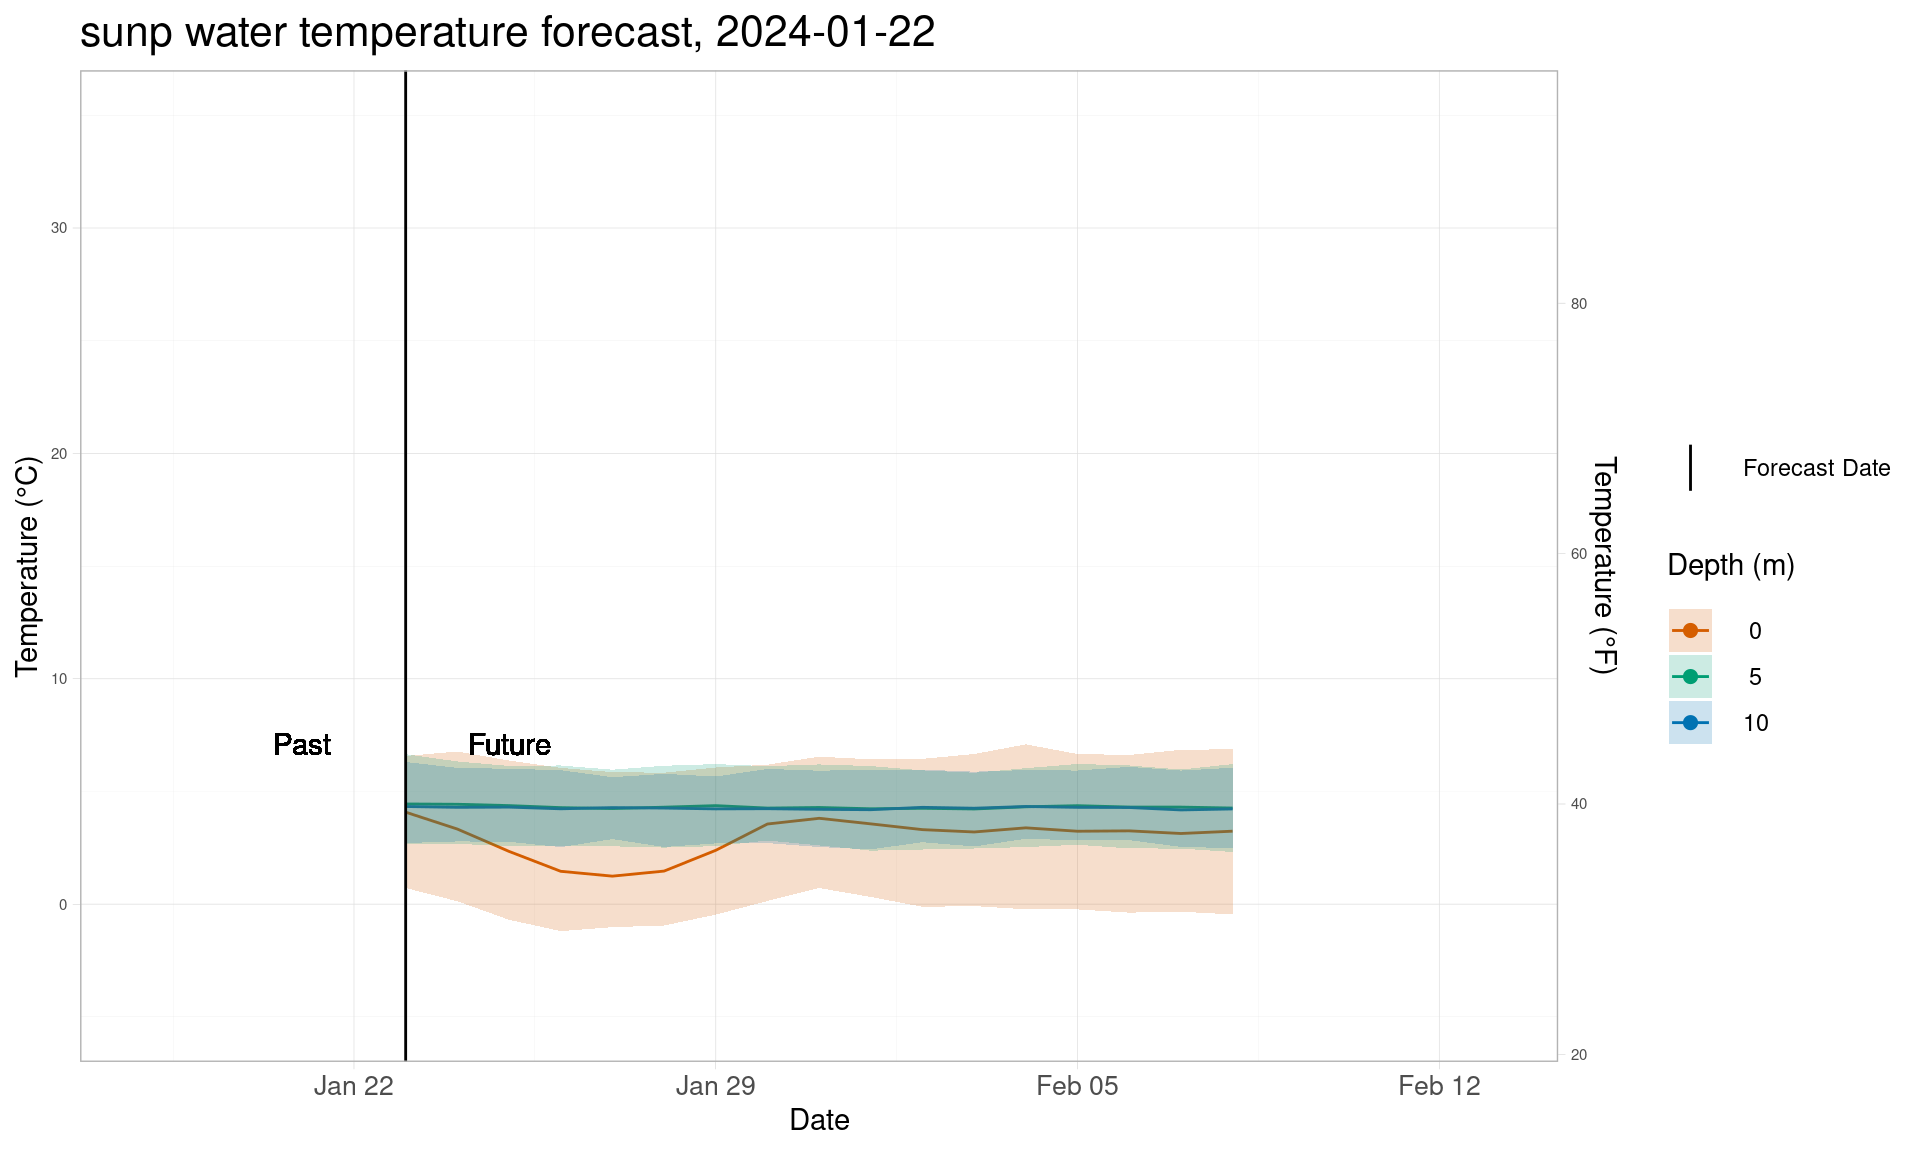 sunp water temperature forecast, 2024-01-22
Temperature (°C)
30
20
10
0
Past
Future
80
60
40
20
Temperature (°F)
Jan 22
Jan 29
Feb 05
Feb 12
Date
Forecast Date
Depth (m)
0
5
10